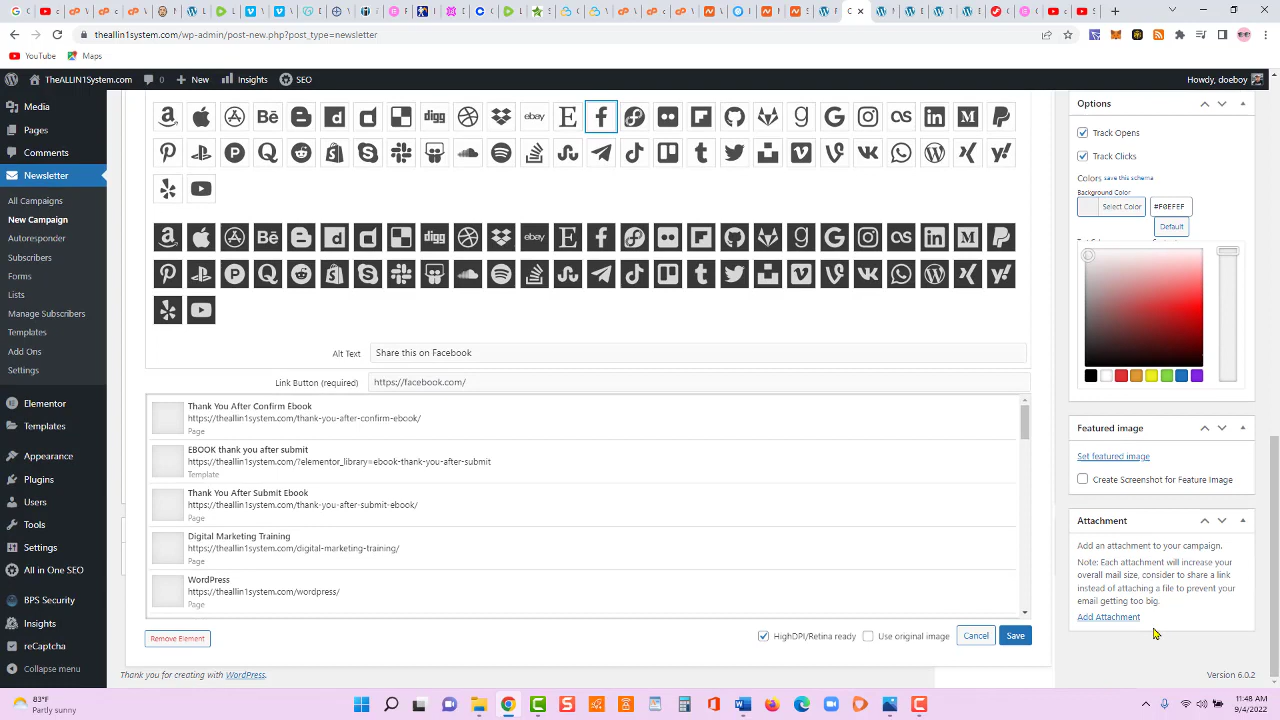 theallin1system.com/wp-admin/post-new.php?post_type=newsletter
YouTube
Maps
TheALLIN1System.com
0
New
Insights
SEO
Howdy, doeboy
Media
Pages
Comments
Newsletter
All Campaigns
New Campaign
Autoresponder
Subscribers
Forms
Lists
Manage Subscribers
Templates
Add Ons
Settings
Elementor
Templates
Appearance
Plugins
Users
Tools
Settings
All in One SEO
BPS Security
Insights
reCaptcha
Collapse menu
digg
ebay
digg
ebay
Alt Text
Share this on Facebook
Link Button (required)
https://facebook.com/
Thank You After Confirm Ebook
https://theallin1system.com/thank-you-after-confirm-ebook/
Page
EBOOK thank you after submit
https://theallin1system.com/?elementor_library=ebook-thank-you-after-submit
Template
Thank You After Submit Ebook
https://theallin1system.com/thank-you-after-submit-ebook/
Page
Digital Marketing Training
https://theallin1system.com/digital-marketing-training/
Page
WordPress
https://theallin1system.com/wordpress/
Page
Remove Element
HighDPI/Retina ready
Use original image
Cancel
Save
Thank you for creating with WordPress.
Options
Track Opens
Track Clicks
Colors save this schema
Background Color
Select Color
#F0EFEF
Default
Featured image
Set featured image
Create Screenshot for Feature Image
Attachment
Add an attachment to your campaign.
Note: Each attachment will increase your
overall mail size, consider to share a link
instead of attaching a file to prevent your
email getting too big.
Add Attachment
Version 6.0.2
83°F
Partly sunny
11:48 AM
9/4/2022